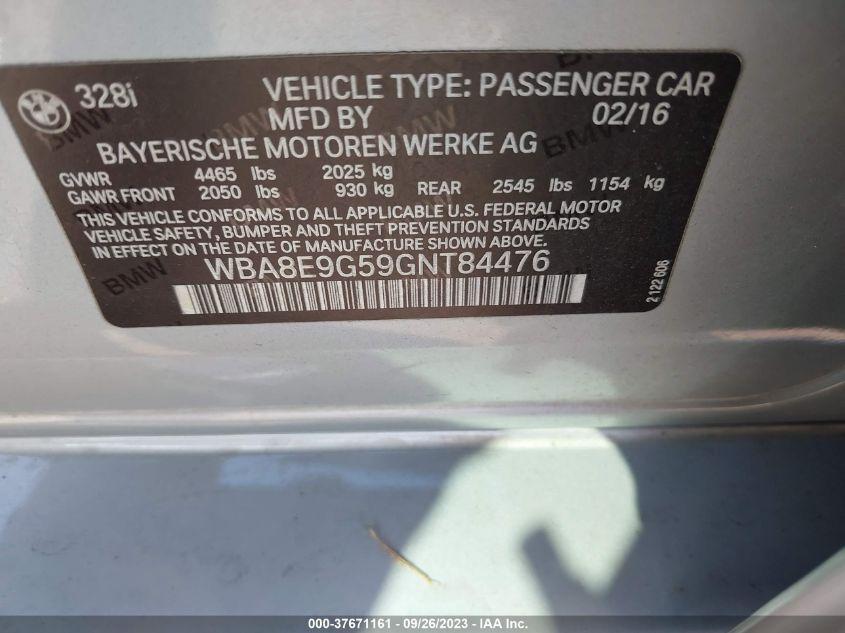 328i VEHICLE TYPE: PASSENGER CAR
MFD BY 02/16
BAYERISCHE MOTOREN WERKE AG
GVWR 4465 lbs 2025 kg
GAWR FRONT 2050 lbs 930 kg REAR 2545 lbs 1154 kg
THIS VEHICLE CONFORMS TO ALL APPLICABLE U.S. FEDERAL MOTOR
VEHICLE SAFETY, BUMPER AND THEFT PREVENTION STANDARDS
IN EFFECT ON THE DATE OF MANUFACTURE SHOWN ABOVE.
WBA8E9G59GNT84476
2 122 606
BMW
BMW
BMW
000-37671161 - 09/26/2023 - IAA Inc.